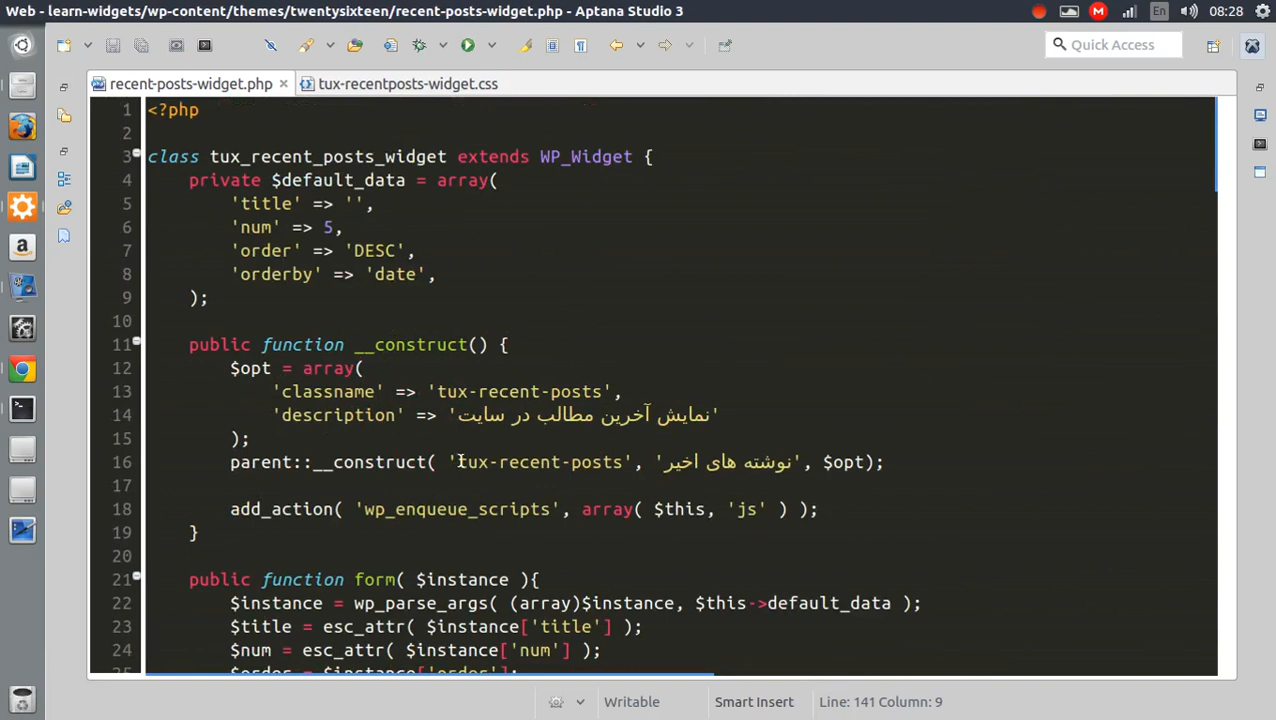 Web - learn-widgets/wp-content/themes/twentysixteen/recent-posts-widget.php - Aptana Studio 3
En
08:28
Quick Access
recent-posts-widget.php
tux-recentposts-widget.css
1 <?php
2
3 class tux_recent_posts_widget extends WP_Widget {
4 private $default_data = array(
5 'title' => '',
6 'num' => 5,
7 'order' => 'DESC',
8 'orderby' => 'date',
9 );
10
11 public function __construct() {
12 $opt = array(
13 'classname' => 'tux-recent-posts',
14 'description' => 'نمایش آخرین مطالب در سایت'
15 );
16 parent::__construct( 'tux-recent-posts', 'نوشته های اخیر', $opt);
17
18 add_action( 'wp_enqueue_scripts', array( $this, 'js' ) );
19 }
20
21 public function form( $instance ){
22 $instance = wp_parse_args( (array)$instance, $this->default_data );
23 $title = esc_attr( $instance['title'] );
24 $num = esc_attr( $instance['num'] );
25 $order = $instance['order'];
Writable
Smart Insert
Line: 141 Column: 9